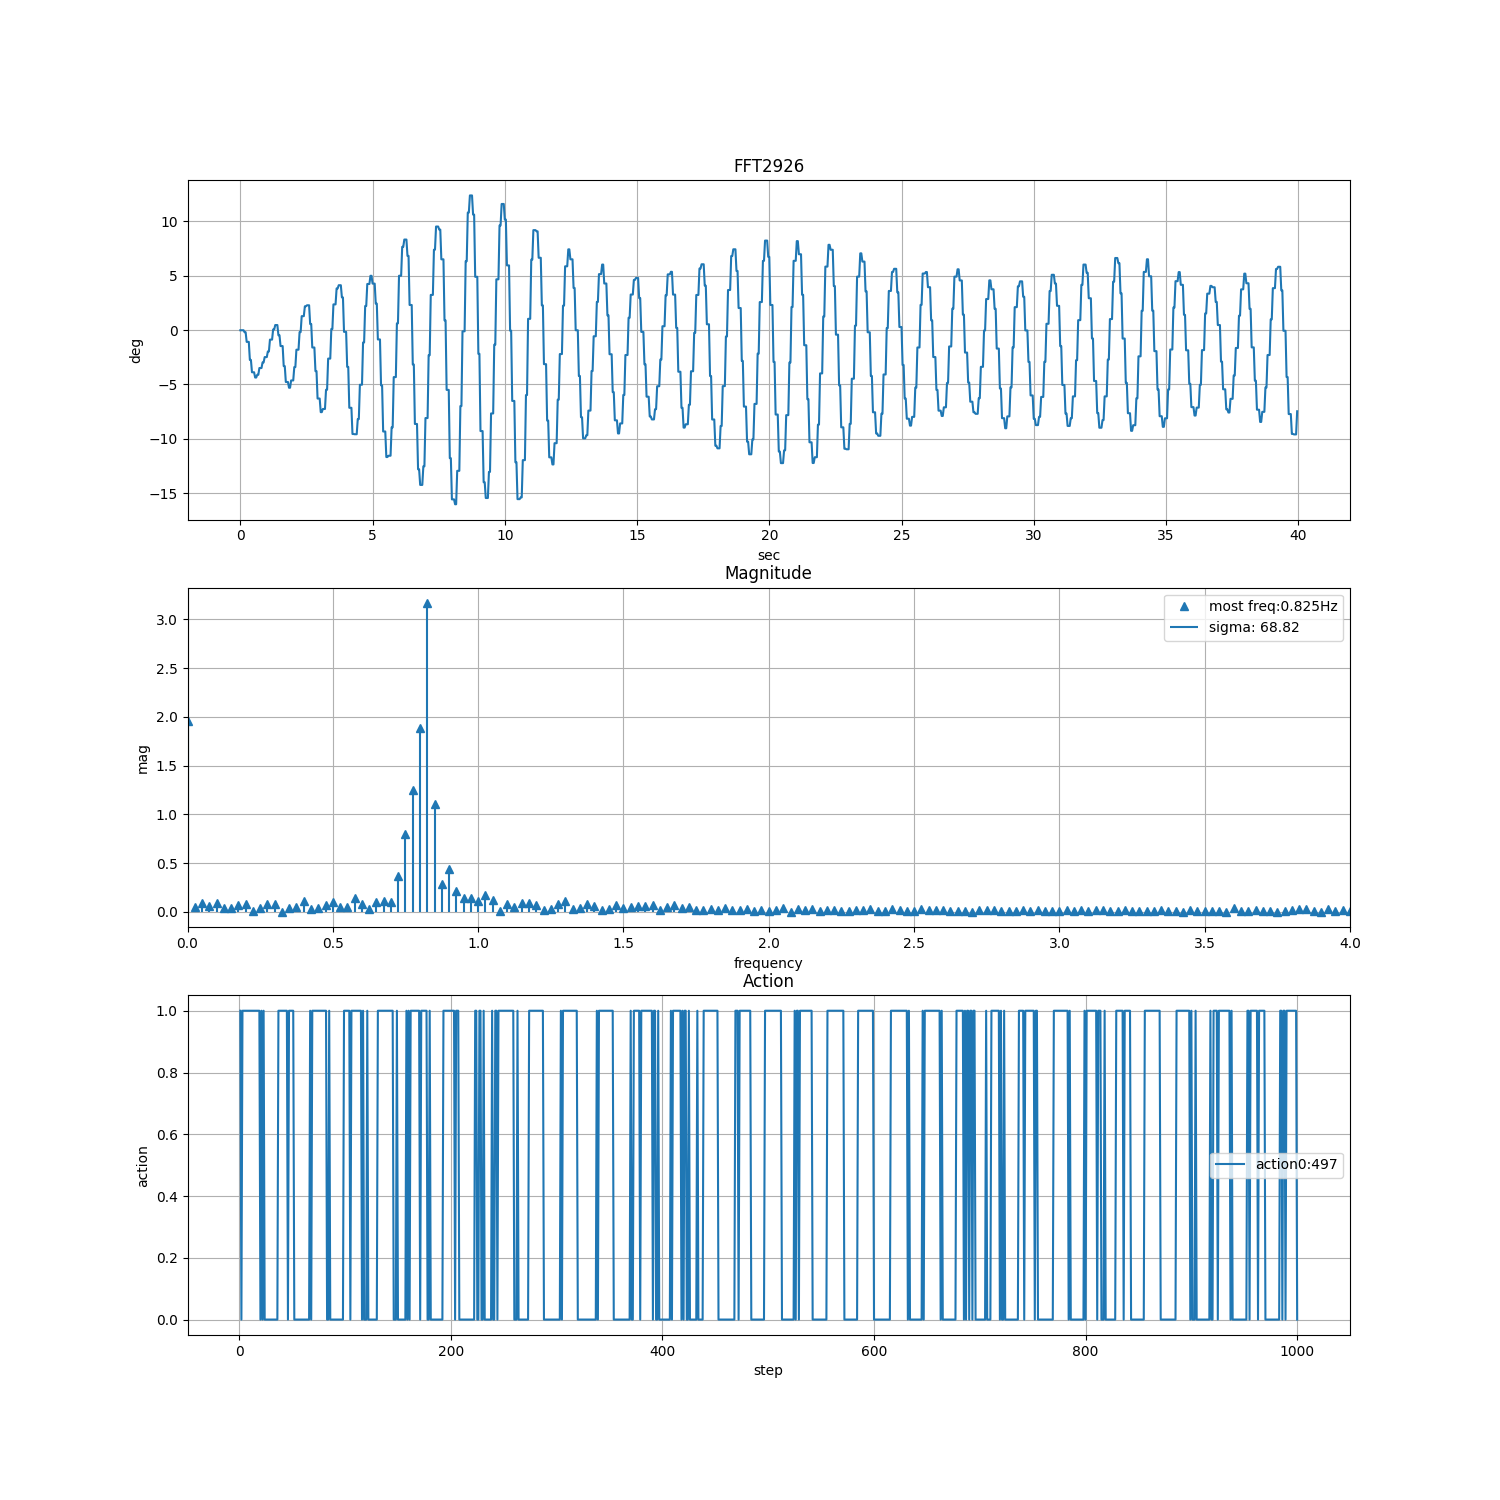 FFT2926
10
5
0
−5
−10
−15
deg
0 5 10 15 20 25 30 35 40
sec
Magnitude
3.0
2.5
2.0
1.5
1.0
0.5
0.0
mag
most freq:0.825Hz
sigma: 68.82
0.0 0.5 1.0 1.5 2.0 2.5 3.0 3.5 4.0
frequency
Action
1.0
0.8
0.6
0.4
0.2
0.0
action
action0:497
0 200 400 600 800 1000
step